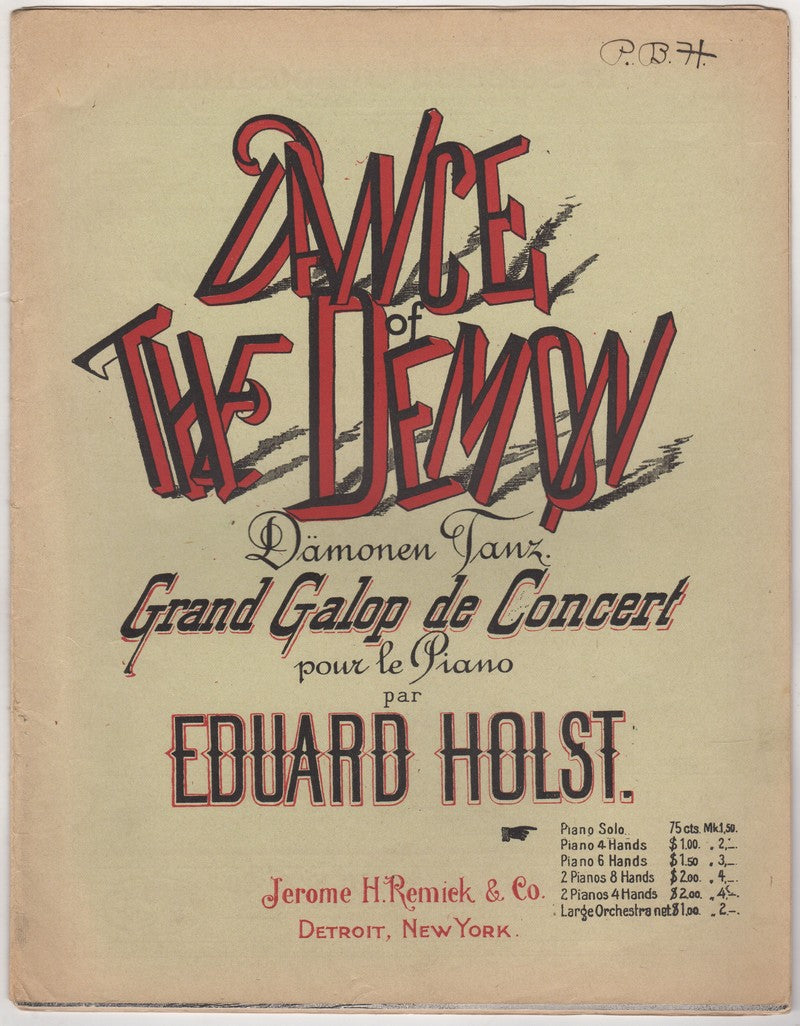 P.B.H.
DANCE
of
THE DEMON
Dämonen Tanz.
Grand Galop de Concert
pour le Piano
par
EDUARD HOLST.
Piano Solo. 75 cts. Mk.1,50.
Piano 4 Hands $1.00. „ 2,–.
Piano 6 Hands $1.50 „ 3,–.
2 Pianos 8 Hands $2.00. „ 4,–.
2 Pianos 4 Hands $2.00. „ 4,–.
Large Orchestra net.$1,00. „ 2–.
Jerome H. Remick & Co.
DETROIT, NEW YORK.